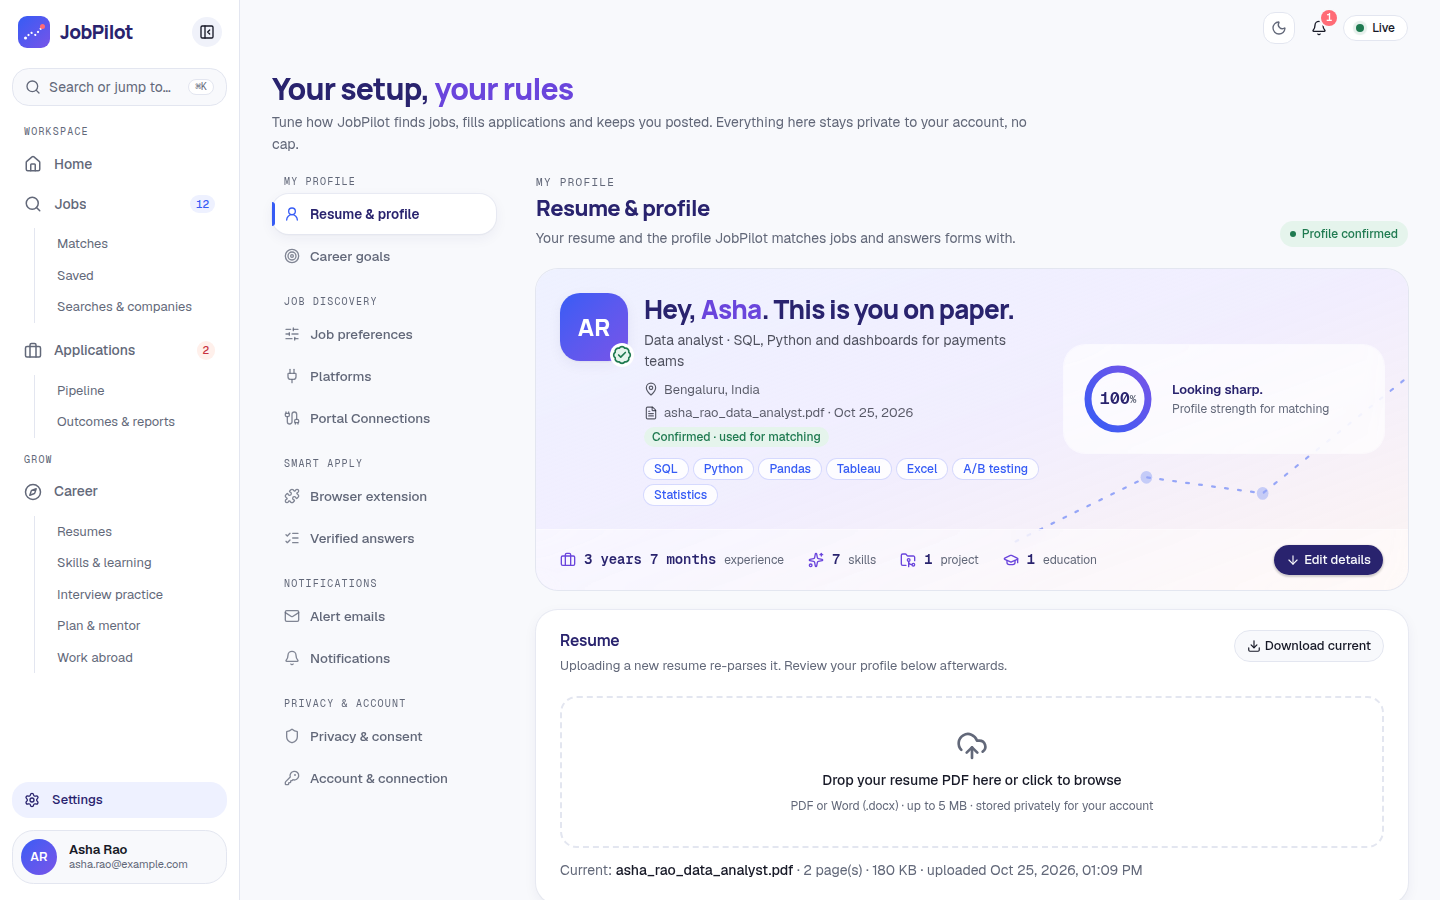 JobPilot
Search or jump to...
⌘K
WORKSPACE
Home
Jobs
12
Matches
Saved
Searches & companies
Applications
2
Pipeline
Outcomes & reports
GROW
Career
Resumes
Skills & learning
Interview practice
Plan & mentor
Work abroad
Settings
AR
Asha Rao
asha.rao@example.com
1
Live
Your setup, your rules
Tune how JobPilot finds jobs, fills applications and keeps you posted. Everything here stays private to your account, no
cap.
MY PROFILE
Resume & profile
Career goals
JOB DISCOVERY
Job preferences
Platforms
Portal Connections
SMART APPLY
Browser extension
Verified answers
NOTIFICATIONS
Alert emails
Notifications
PRIVACY & ACCOUNT
Privacy & consent
Account & connection
MY PROFILE
Resume & profile
Your resume and the profile JobPilot matches jobs and answers forms with.
Profile confirmed
AR
Hey, Asha. This is you on paper.
Data analyst · SQL, Python and dashboards for payments
teams
Bengaluru, India
asha_rao_data_analyst.pdf · Oct 25, 2026
Confirmed · used for matching
SQL
Python
Pandas
Tableau
Excel
A/B testing
Statistics
100%
Looking sharp.
Profile strength for matching
3 years 7 months experience
7 skills
1 project
1 education
Edit details
Resume
Uploading a new resume re-parses it. Review your profile below afterwards.
Download current
Drop your resume PDF here or click to browse
PDF or Word (.docx) · up to 5 MB · stored privately for your account
Current: asha_rao_data_analyst.pdf · 2 page(s) · 180 KB · uploaded Oct 25, 2026, 01:09 PM